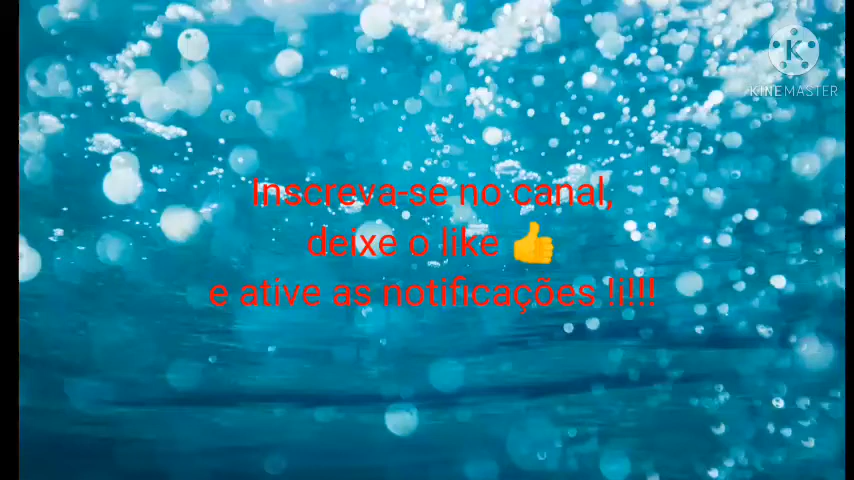 KINEMASTER
Inscreva-se no canal,
deixe o like 👍
e ative as notificações !i!!!